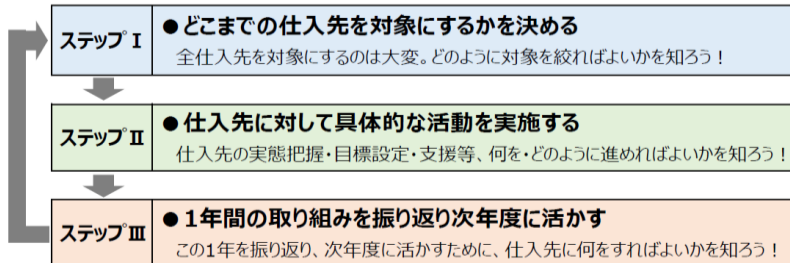 ステップⅠ
●どこまでの仕入先を対象にするかを決める
全仕入先を対象にするのは大変。どのように対象を絞ればよいかを知ろう！
ステップⅡ
●仕入先に対して具体的な活動を実施する
仕入先の実態把握・目標設定・支援等、何を・どのように進めればよいかを知ろう！
ステップⅢ
●1年間の取り組みを振り返り次年度に活かす
この1年を振り返り、次年度に活かすために、仕入先に何をすればよいかを知ろう！